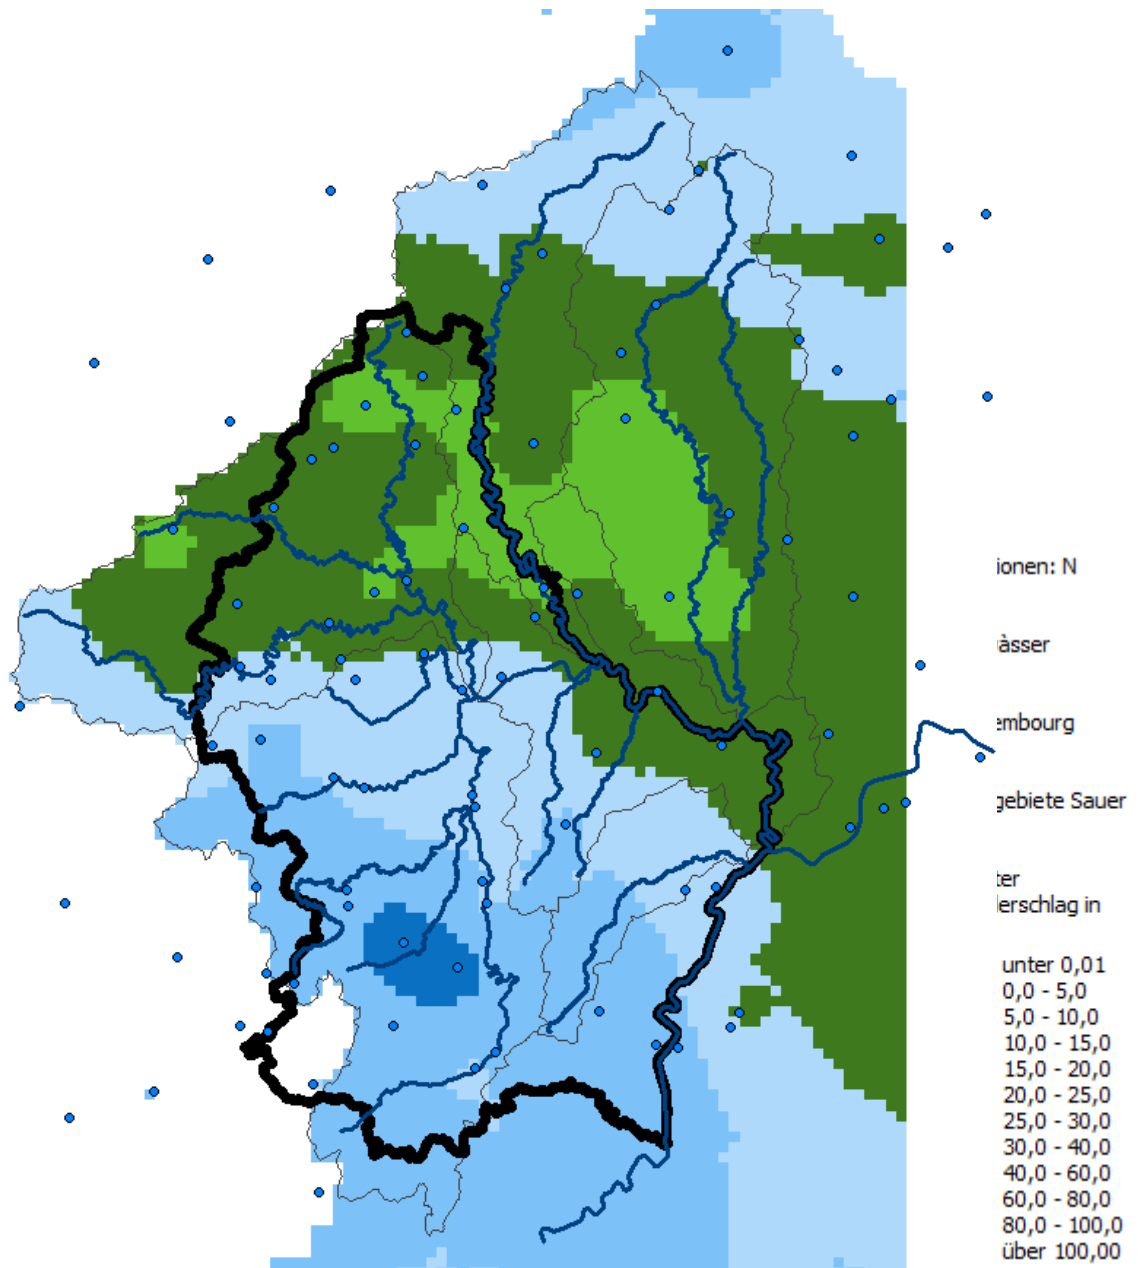 ionen: N
àsser
embourg
gebiete Sauer
ter
erschlag in
unter 0,01
0,0 - 5,0
5,0 - 10,0
10,0 - 15,0
15,0 - 20,0
20,0 - 25,0
25,0 - 30,0
30,0 - 40,0
40,0 - 60,0
60,0 - 80,0
80,0 - 100,0
über 100,00